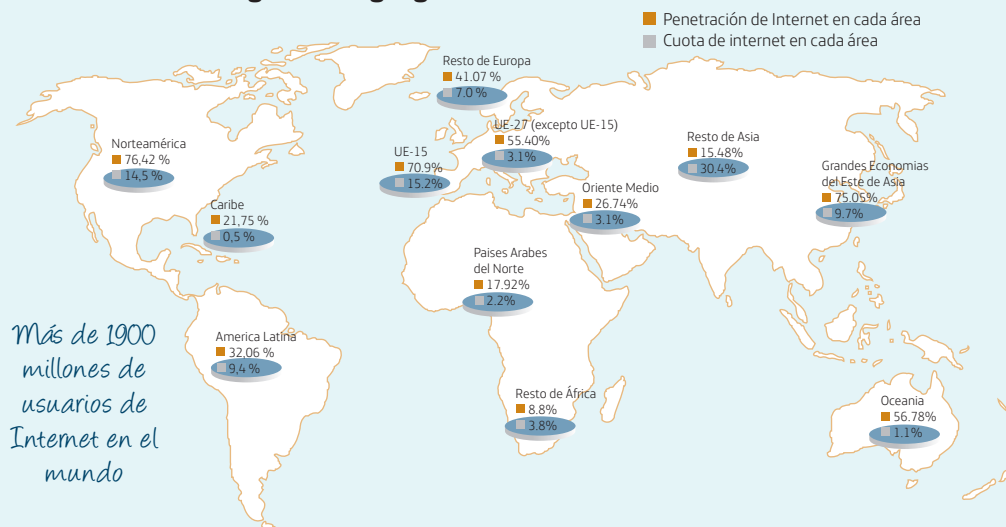 Penetración de Internet en cada área
Cuota de internet en cada área
Resto de Europa
41.07 %
7.0 %
UE-27 (excepto UE-15)
55.40%
3.1%
UE-15
70.9%
15.2%
Norteamérica
76,42 %
14,5 %
Caribe
21,75 %
0,5 %
Resto de Asia
15.48%
30.4%
Grandes Economias
del Este de Asia
75.05%
9.7%
Oriente Medio
26.74%
3.1%
Paises Arabes
del Norte
17.92%
2.2%
America Latina
32,06 %
9,4 %
Resto de África
8.8%
3.8%
Oceania
56.78%
1.1%
Más de 1900
millones de
usuarios de
Internet en el
mundo